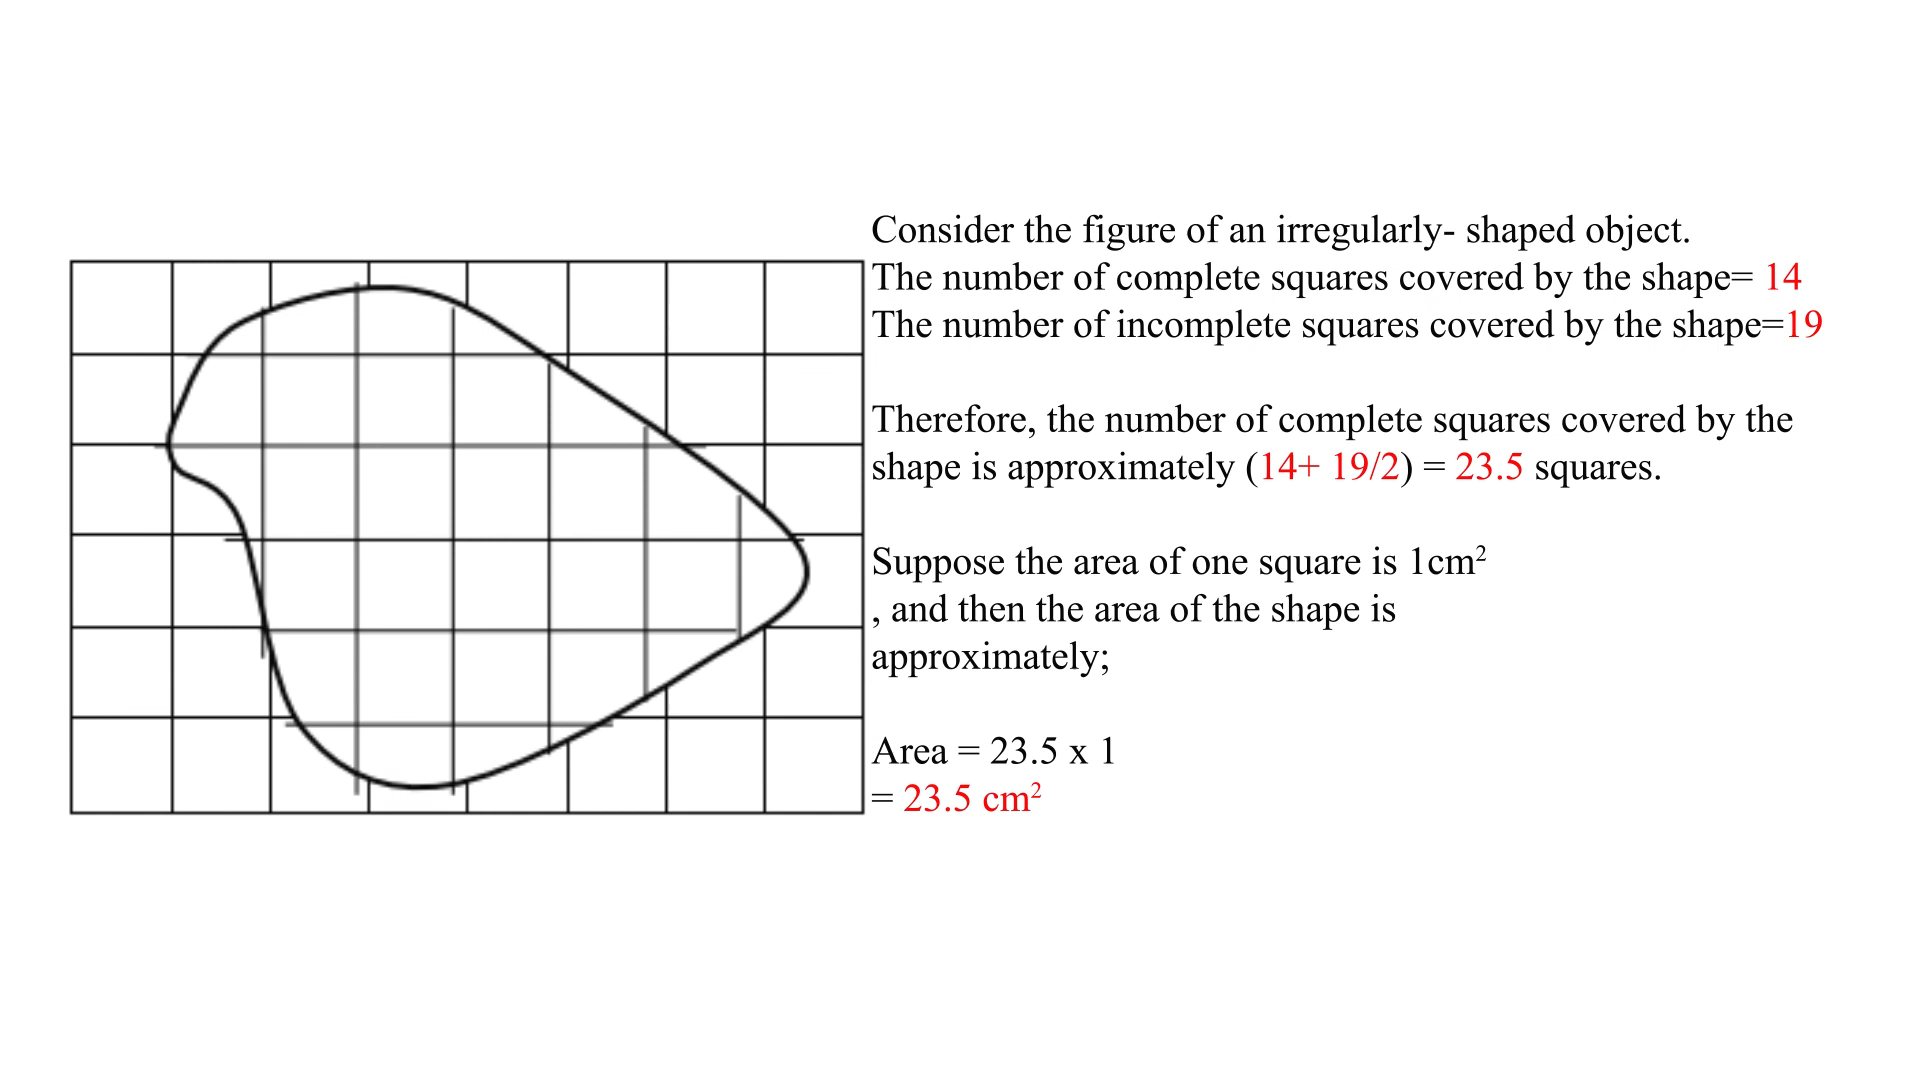 Consider the figure of an irregularly- shaped object.
The number of complete squares covered by the shape= 14
The number of incomplete squares covered by the shape=19
Therefore, the number of complete squares covered by the
shape is approximately (14+ 19/2) = 23.5 squares.
Suppose the area of one square is 1cm²
, and then the area of the shape is
approximately;
Area = 23.5 x 1
= 23.5 cm²